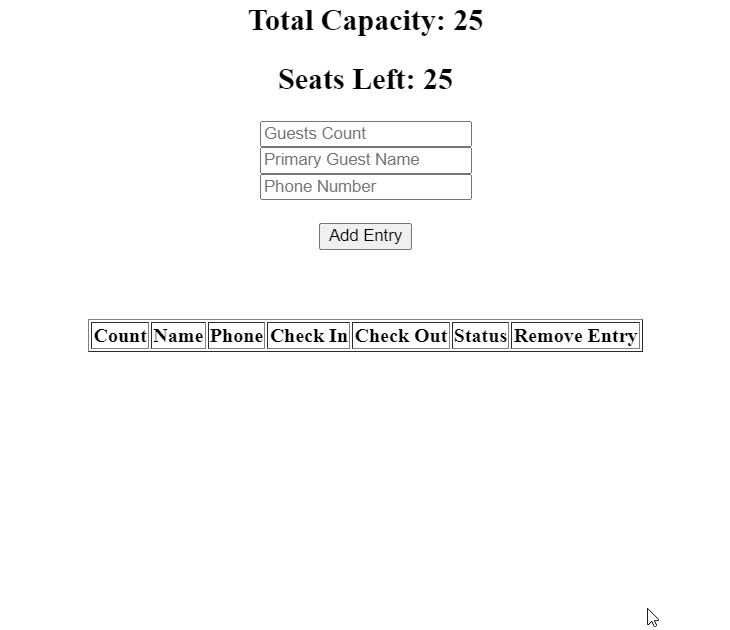 Total Capacity: 25
Seats Left: 25
Guests Count
Primary Guest Name
Phone Number
Add Entry
Count Name Phone Check In Check Out Status Remove Entry